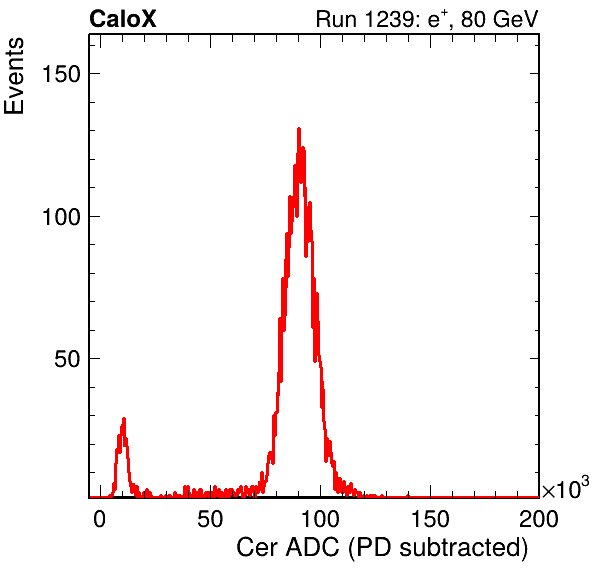 CaloX Run 1239: e⁺, 80 GeV
Events
150
100
50
0 50 100 150 200
×10³
Cer ADC (PD subtracted)